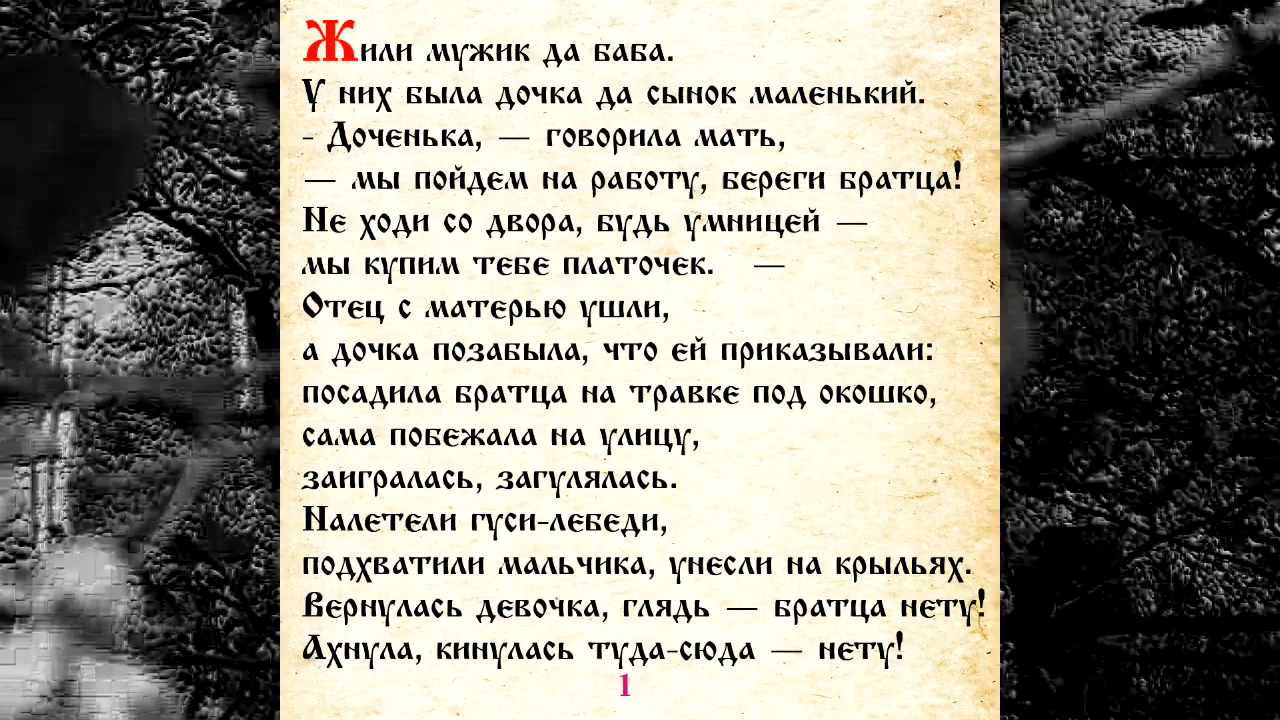 Жили мужик да баба.
У них была дочка да сынок маленький.
- Доченька, — говорила мать,
— мы пойдем на работу, береги братца!
Не ходи со двора, будь умницей —
мы купим тебе платочек. —
Отец с матерью ушли,
а дочка позабыла, что ей приказывали:
посадила братца на травке под окошко,
сама побежала на улицу,
заигралась, загулялась.
Налетели гуси-лебеди,
подхватили мальчика, унесли на крыльях.
Вернулась девочка, глядь — братца нету!
Ахнула, кинулась туда-сюда — нету!
1